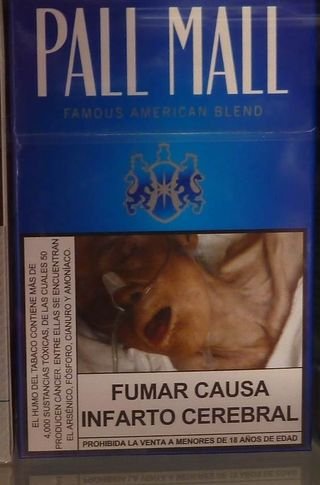 PALL MALL
FAMOUS AMERICAN BLEND
EL HUMO DEL TABACO CONTIENE MÁS DE
4,000 SUSTANCIAS TÓXICAS, DE LAS CUALES 50
PRODUCEN CÁNCER. ENTRE ELLAS SE ENCUENTRAN
EL ARSÉNICO, FÓSFORO, CIANURO Y AMONÍACO.
FUMAR CAUSA
INFARTO CEREBRAL
PROHIBIDA LA VENTA A MENORES DE 18 AÑOS DE EDAD